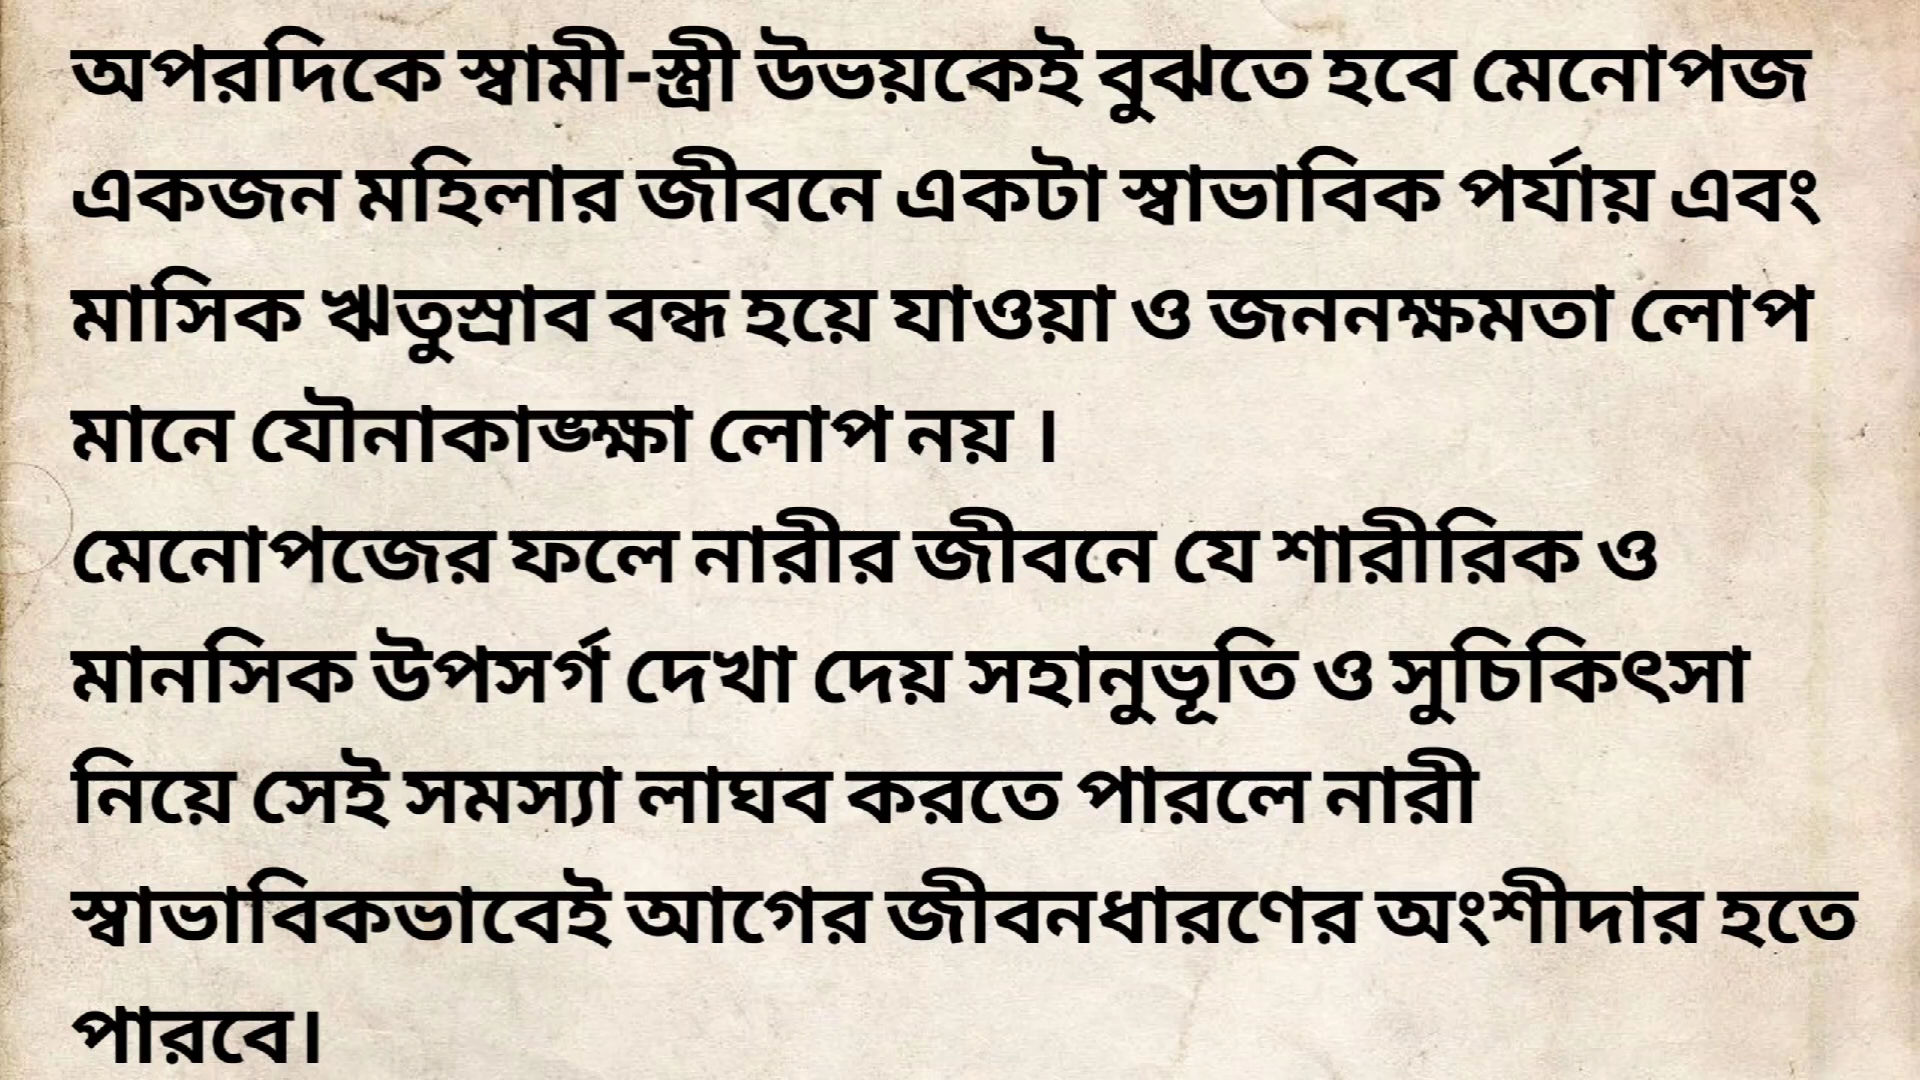 অপরদিকে স্বামী-স্ত্রী উভয়কেই বুঝতে হবে মেনোপজ
একজন মহিলার জীবনে একটা স্বাভাবিক পর্যায় এবং
মাসিক ঋতুস্রাব বন্ধ হয়ে যাওয়া ও জননক্ষমতা লোপ
মানে যৌনাকাঙ্ক্ষা লোপ নয় ।
মেনোপজের ফলে নারীর জীবনে যে শারীরিক ও
মানসিক উপসর্গ দেখা দেয় সহানুভূতি ও সুচিকিৎসা
নিয়ে সেই সমস্যা লাঘব করতে পারলে নারী
স্বাভাবিকভাবেই আগের জীবনধারণের অংশীদার হতে
পারবে।